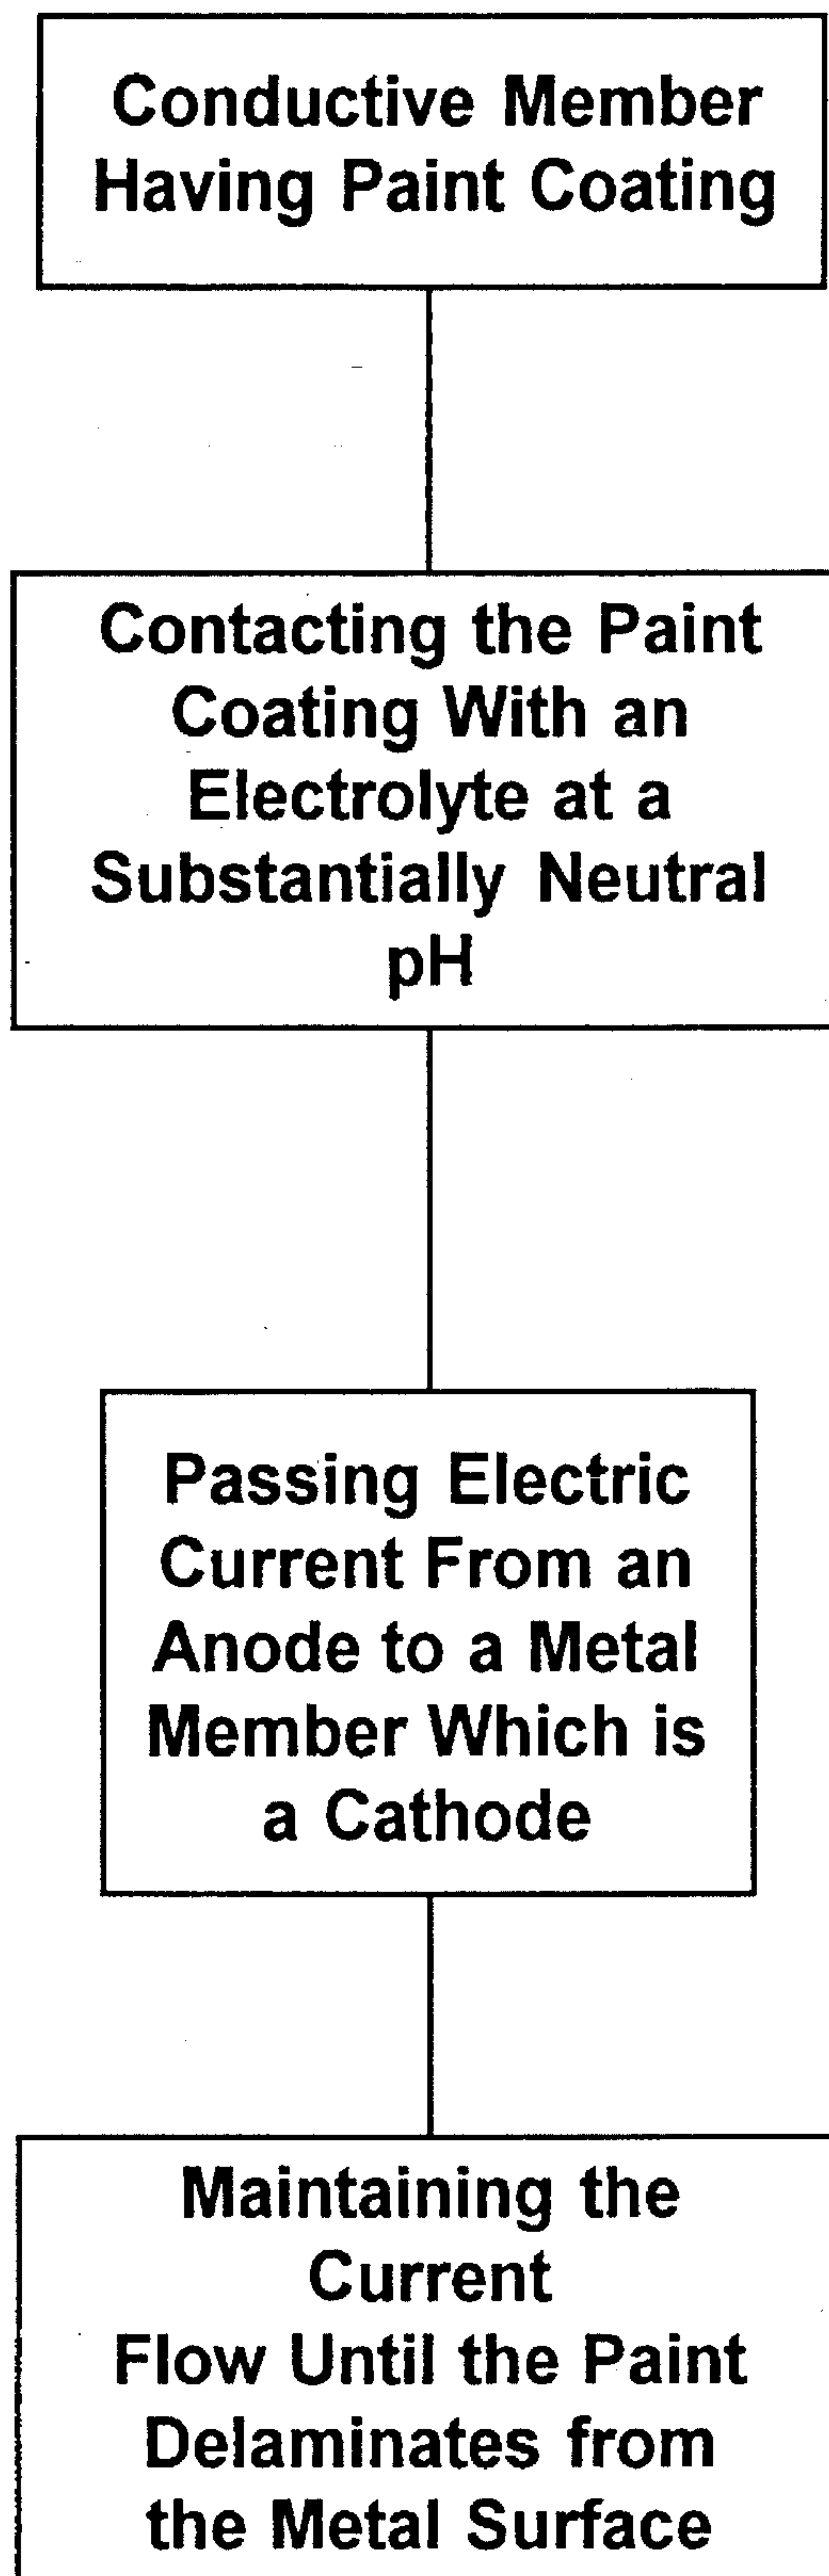 Conductive Member
Having Paint Coating
Contacting the Paint
Coating With an
Electrolyte at a
Substantially Neutral
pH
Passing Electric
Current From an
Anode to a Metal
Member Which is
a Cathode
Maintaining the
Current
Flow Until the Paint
Delaminates from
the Metal Surface